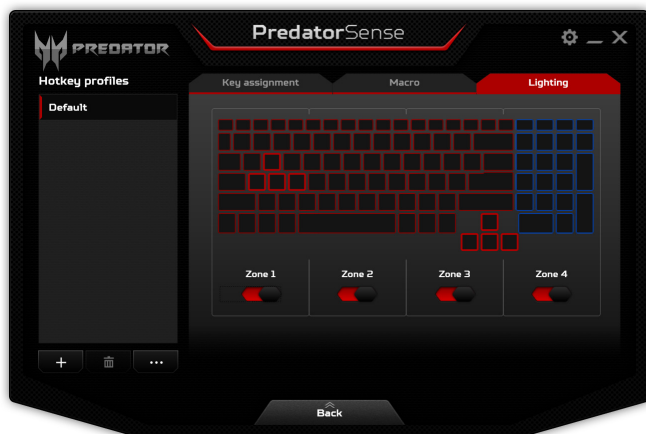 PREDATOR
PredatorSense
Hotkey profiles
Default
Key assignment
Macro
Lighting
Zone 1
Zone 2
Zone 3
Zone 4
Back